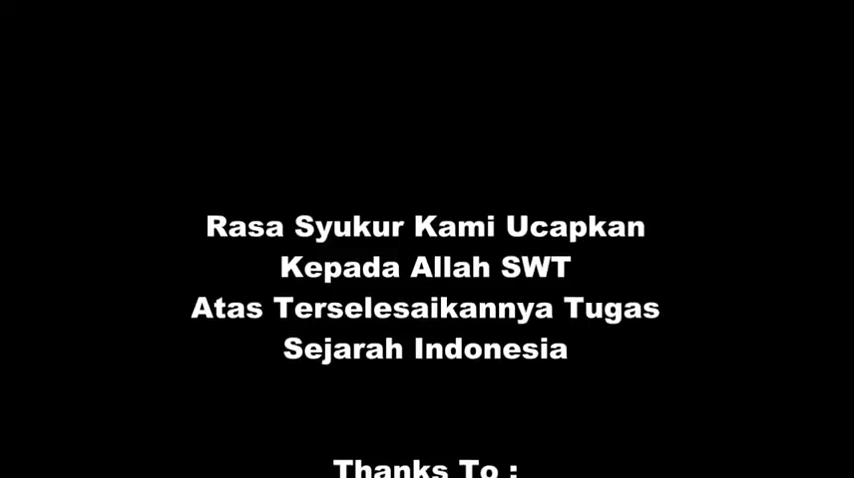 Rasa Syukur Kami Ucapkan
Kepada Allah SWT
Atas Terselesaikannya Tugas
Sejarah Indonesia
Thanks To :